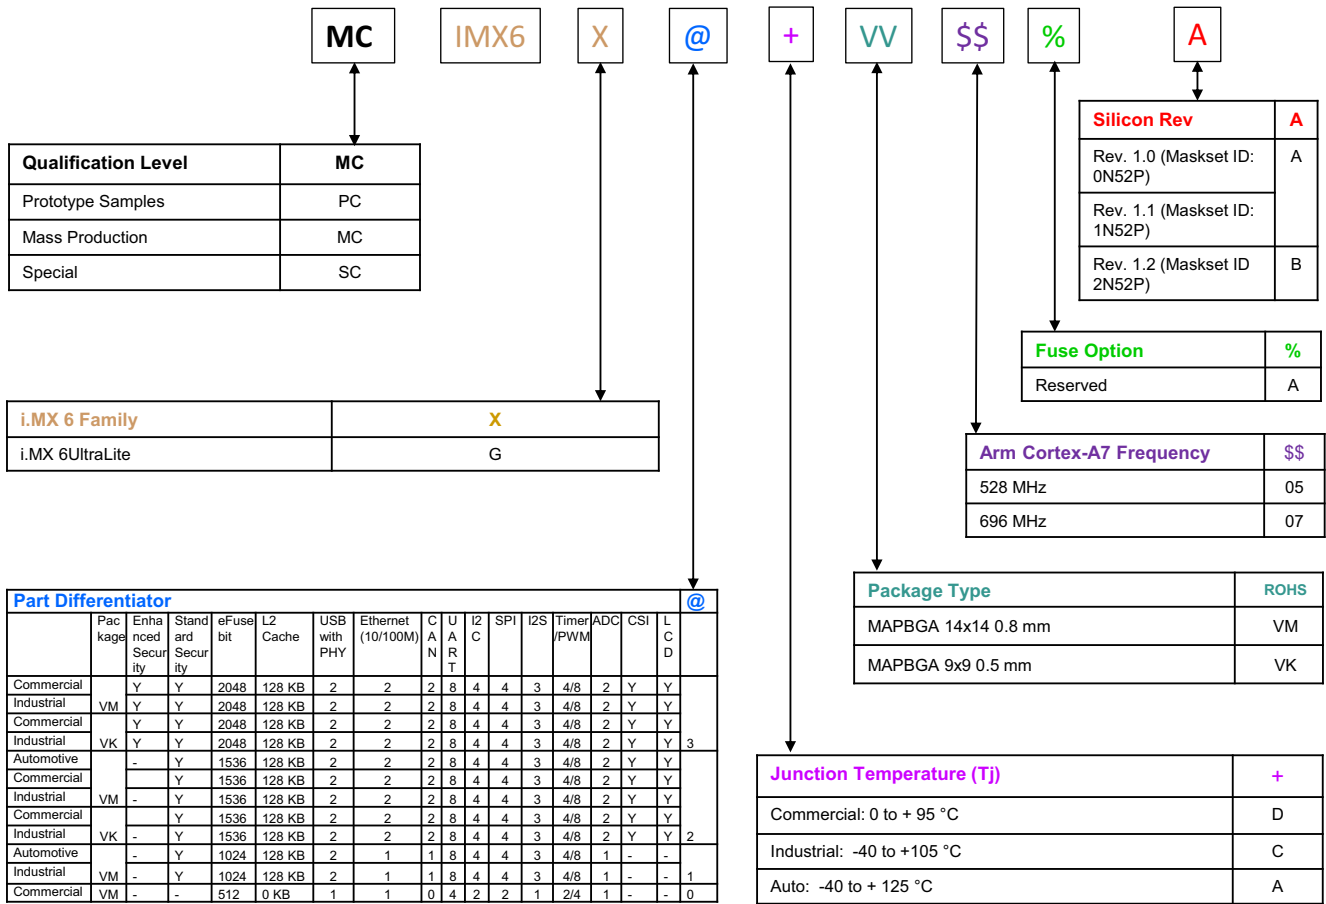 MC IMX6 X @ + VV $$ % A
Silicon Rev A
Rev. 1.0 (Maskset ID: 0N52P) A
Rev. 1.1 (Maskset ID: 1N52P)
Rev. 1.2 (Maskset ID 2N52P) B
Qualification Level MC
Prototype Samples PC
Mass Production MC
Special SC
Fuse Option %
Reserved A
i.MX 6 Family X
i.MX 6UltraLite G
Arm Cortex-A7 Frequency $$
528 MHz 05
696 MHz 07
Package Type ROHS
MAPBGA 14x14 0.8 mm VM
MAPBGA 9x9 0.5 mm VK
Part Differentiator @
Package Enhanced Security Standard Security eFuse bit L2 Cache USB with PHY Ethernet (10/100M) CAN UART I2C SPI I2S Timer/PWM ADC CSI LCD
Commercial Y Y 2048 128 KB 2 2 2 8 4 4 3 4/8 2 Y Y
Industrial VM Y Y 2048 128 KB 2 2 2 8 4 4 3 4/8 2 Y Y
Commercial Y Y 2048 128 KB 2 2 2 8 4 4 3 4/8 2 Y Y
Industrial VK Y Y 2048 128 KB 2 2 2 8 4 4 3 4/8 2 Y Y 3
Automotive - Y 1536 128 KB 2 2 2 8 4 4 3 4/8 2 Y Y
Commercial Y 1536 128 KB 2 2 2 8 4 4 3 4/8 2 Y Y
Industrial VM - Y 1536 128 KB 2 2 2 8 4 4 3 4/8 2 Y Y
Commercial Y 1536 128 KB 2 2 2 8 4 4 3 4/8 2 Y Y
Industrial VK - Y 1536 128 KB 2 2 2 8 4 4 3 4/8 2 Y Y 2
Automotive - Y 1024 128 KB 2 1 1 8 4 4 3 4/8 1 - -
Industrial VM - Y 1024 128 KB 2 1 1 8 4 4 3 4/8 1 - - 1
Commercial VM - - 512 0 KB 1 1 0 4 2 2 1 2/4 1 - - 0
Junction Temperature (Tj) +
Commercial: 0 to + 95 °C D
Industrial: -40 to +105 °C C
Auto: -40 to + 125 °C A